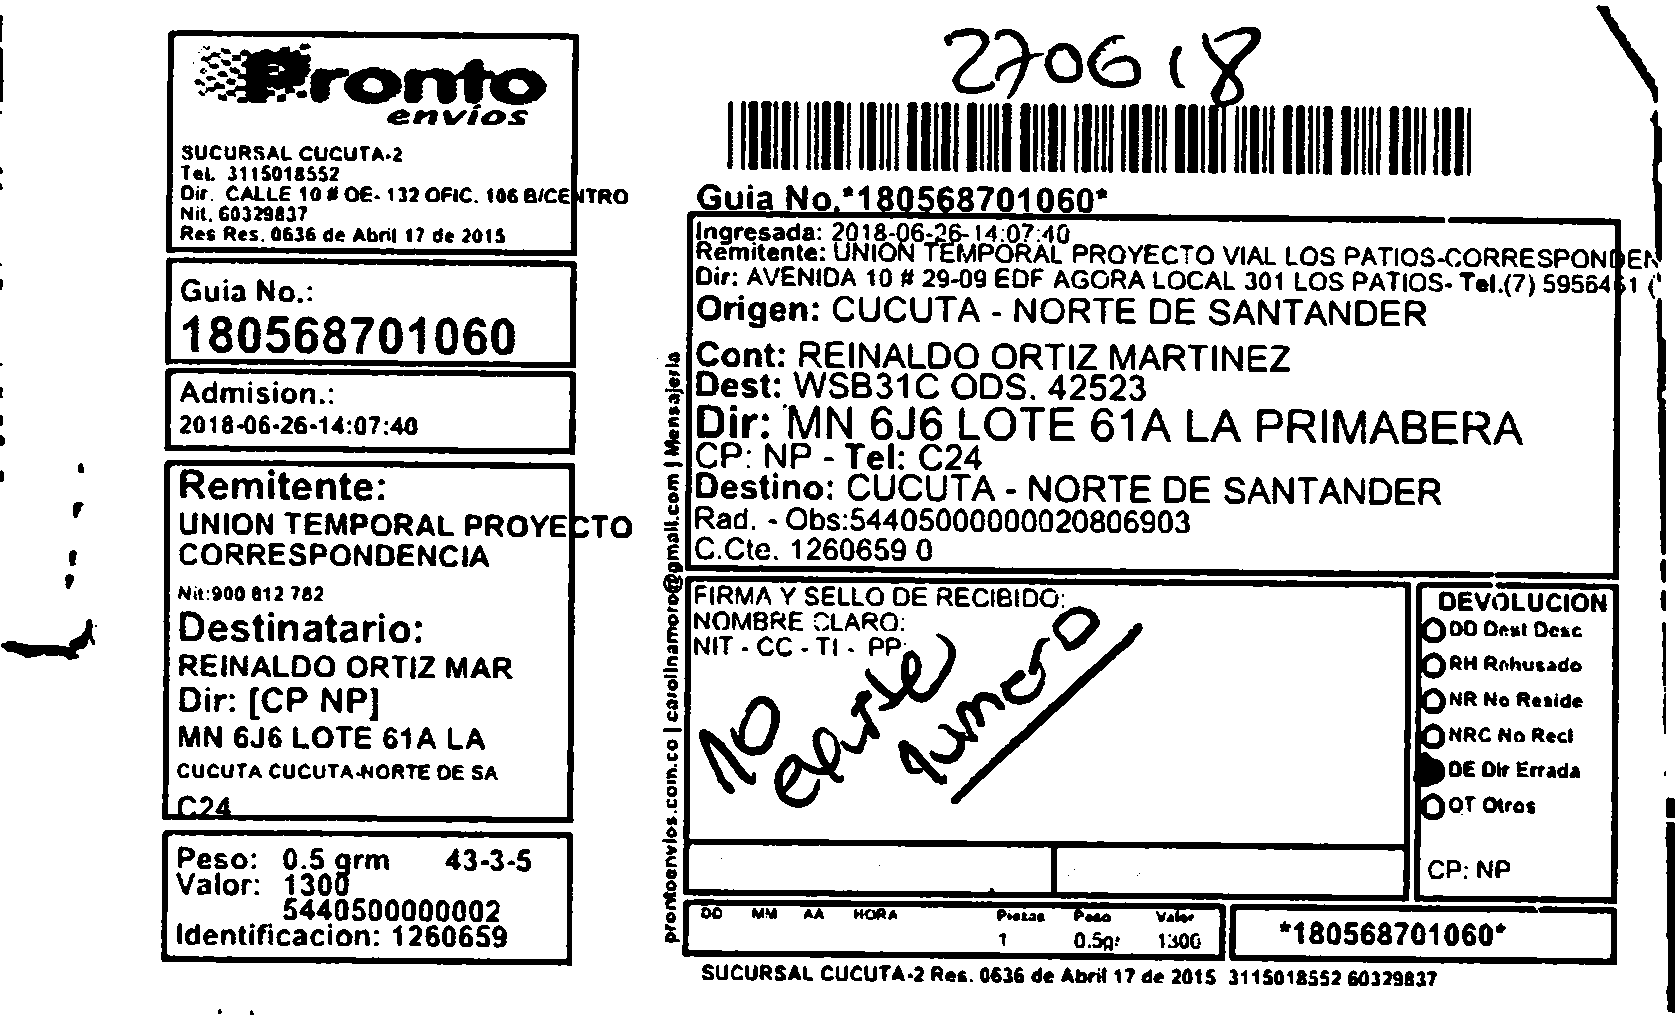 Pronto
envíos
SUCURSAL CUCUTA-2
Tel. 3115018552
Dir. CALLE 10 # OE- 132 OFIC. 106 B/CENTRO
Nit. 60329837
Res Res. 0636 de Abril 17 de 2015
Guia No.:
180568701060
Admision.:
2018-06-26-14:07:40
Remitente:
UNION TEMPORAL PROYECTO
CORRESPONDENCIA
Nit:900 812 782
Destinatario:
REINALDO ORTIZ MAR
Dir: [CP NP]
MN 6J6 LOTE 61A LA
CUCUTA CUCUTA-NORTE DE SA
C24
Peso: 0.5 grm 43-3-5
Valor: 1300
5440500000002
Identificacion: 1260659
270618
Guia No.*180568701060*
Ingresada: 2018-06-26-14:07:40
Remitente: UNION TEMPORAL PROYECTO VIAL LOS PATIOS-CORRESPONDEN
Dir: AVENIDA 10 # 29-09 EDF AGORA LOCAL 301 LOS PATIOS- Tel.(7) 5956461 (
Origen: CUCUTA - NORTE DE SANTANDER
Cont: REINALDO ORTIZ MARTINEZ
Dest: WSB31C ODS. 42523
Dir: MN 6J6 LOTE 61A LA PRIMABERA
CP: NP - Tel: C24
Destino: CUCUTA - NORTE DE SANTANDER
Rad. - Obs:54405000000020806903
C.Cte. 1260659 0
prontoenvios.com.co | carolinamoro@gmail.com | Mensajeria
FIRMA Y SELLO DE RECIBIDO:
NOMBRE CLARO:
NIT - CC - TI - PP:
no
existe
numero
DEVOLUCION
DD Dest Desc
RH Rehusado
NR No Reside
NRC No Recl
DE Dir Errada
OT Otros
CP: NP
DD MM AA HORA Piezas Peso Valor
1 0.5gr 1300
*180568701060*
SUCURSAL CUCUTA-2 Res. 0636 de Abril 17 de 2015 3115018552 60329837